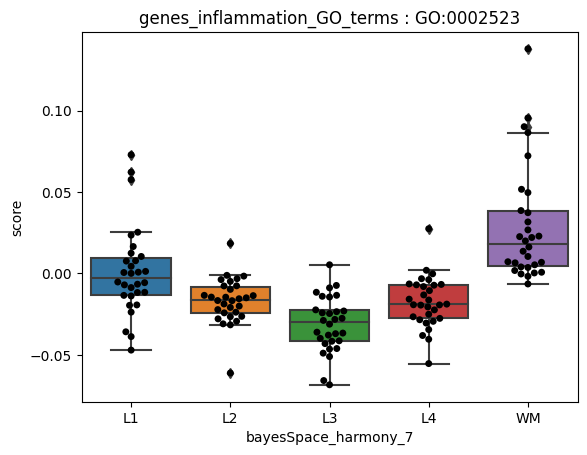 genes_inflammation_GO_terms : GO:0002523
0.10
0.05
0.00
−0.05
score
L1 L2 L3 L4 WM
bayesSpace_harmony_7